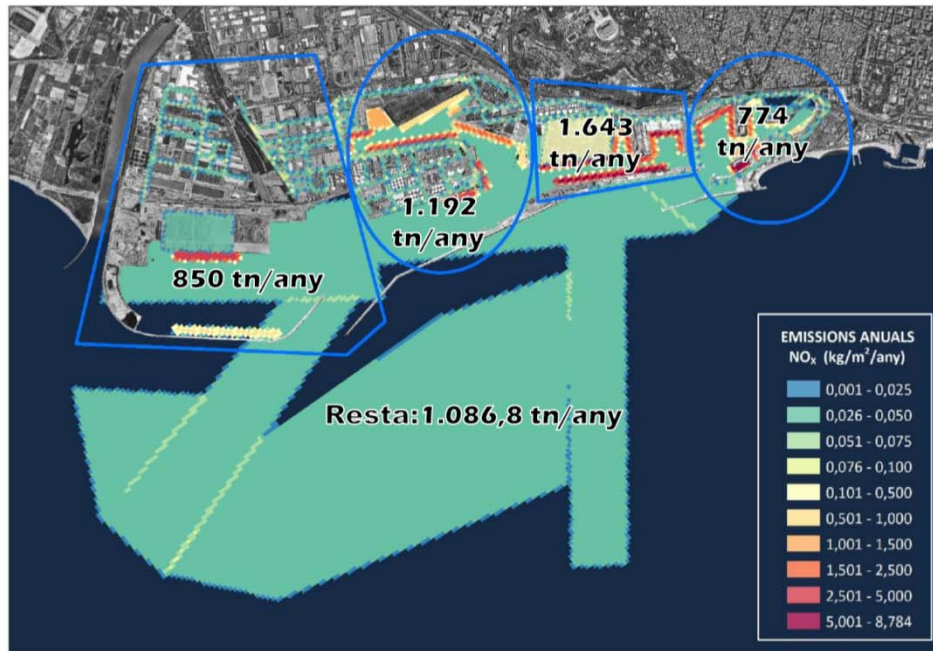 774
tn/any
1.643
tn/any
1.192
tn/any
850 tn/any
Resta:1.086,8 tn/any
EMISSIONS ANUALS
NOX (kg/m²/any)
0,001 - 0,025
0,026 - 0,050
0,051 - 0,075
0,076 - 0,100
0,101 - 0,500
0,501 - 1,000
1,001 - 1,500
1,501 - 2,500
2,501 - 5,000
5,001 - 8,784